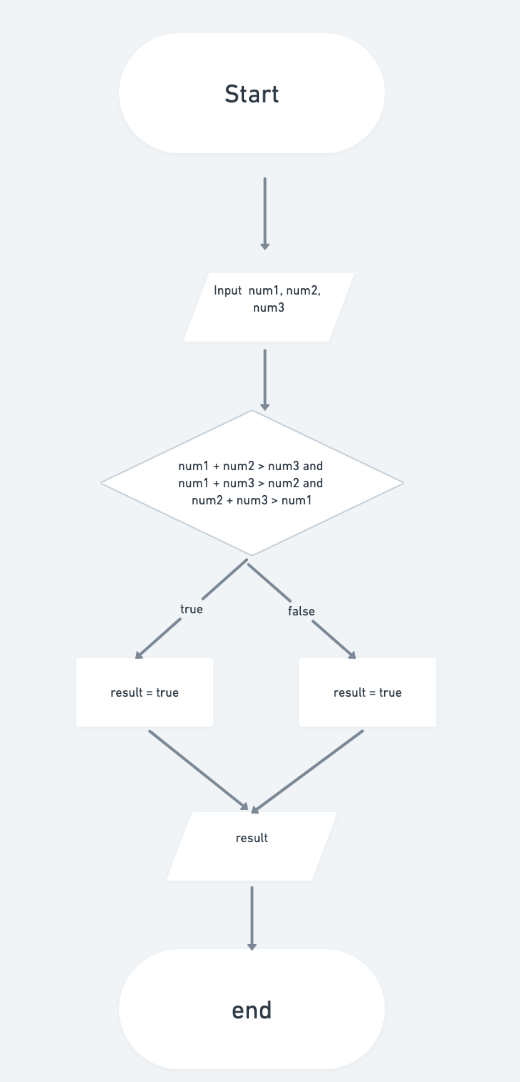 Start
Input  num1, num2,
num3
num1 + num2 > num3 and
num1 + num3 > num2 and
num2 + num3 > num1
true
false
result = true
result = true
result
end